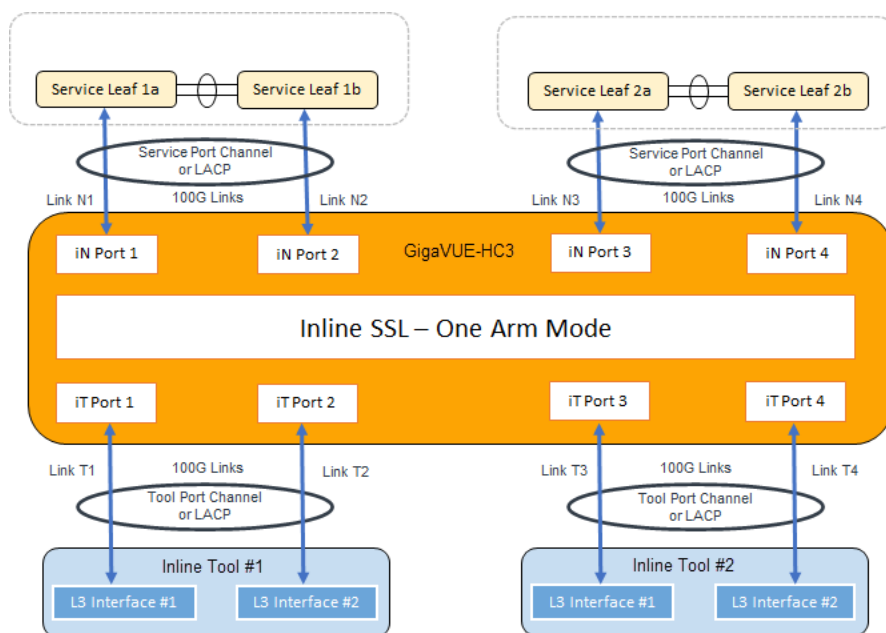 Service Leaf 1a
Service Leaf 1b
Service Leaf 2a
Service Leaf 2b
Service Port Channel
or LACP
Service Port Channel
or LACP
Link N1
100G Links
Link N2
Link N3
100G Links
Link N4
iN Port 1
iN Port 2
GigaVUE-HC3
iN Port 3
iN Port 4
Inline SSL – One Arm Mode
iT Port 1
iT Port 2
iT Port 3
iT Port 4
Link T1
100G Links
Link T2
Link T3
100G Links
Link T4
Tool Port Channel
or LACP
Tool Port Channel
or LACP
Inline Tool #1
Inline Tool #2
L3 Interface #1
L3 Interface #2
L3 Interface #1
L3 Interface #2